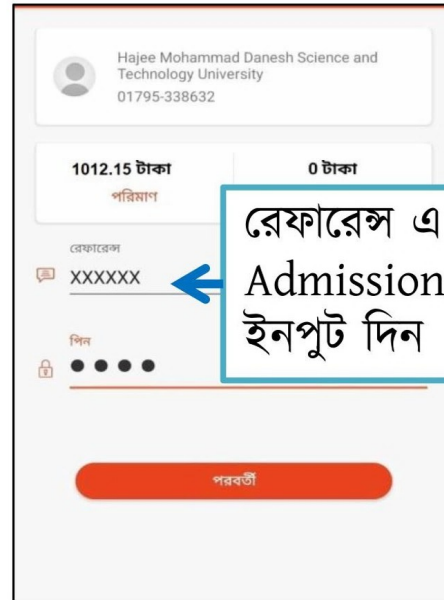 Hajee Mohammad Danesh Science and
Technology University
01795-338632
1012.15 টাকা
পরিমাণ
0 টাকা
রেফারেন্স
XXXXXX
রেফারেন্স এ
Admission
ইনপুট দিন
পিন
পরবর্তী